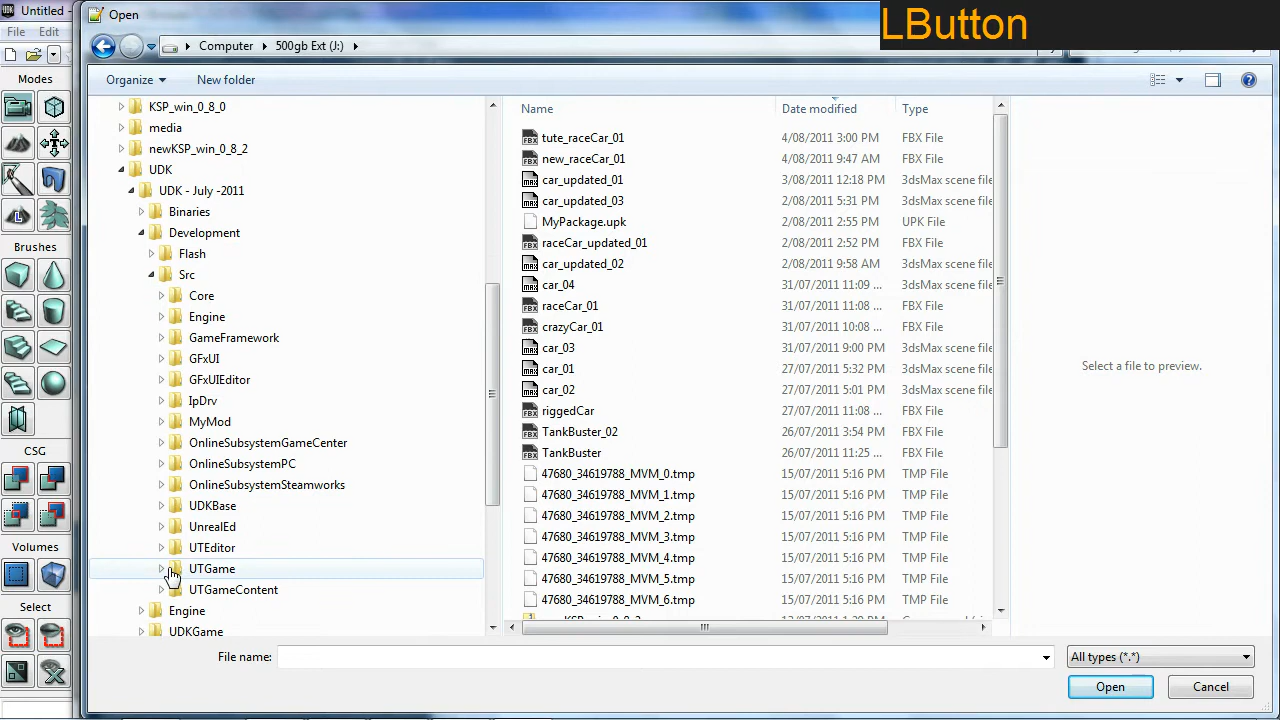 Untitled
Open
LButton
File Edit
Computer 500gb Ext (J:)
Organize New folder
Modes
Brushes
CSG
Volumes
Select
KSP_win_0_8_0
media
newKSP_win_0_8_2
UDK
UDK - July -2011
Binaries
Development
Flash
Src
Core
Engine
GameFramework
GFxUI
GFxUIEditor
IpDrv
MyMod
OnlineSubsystemGameCenter
OnlineSubsystemPC
OnlineSubsystemSteamworks
UDKBase
UnrealEd
UTEditor
UTGame
UTGameContent
Engine
UDKGame
Name Date modified Type
tute_raceCar_01 4/08/2011 3:00 PM FBX File
new_raceCar_01 4/08/2011 9:47 AM FBX File
car_updated_01 3/08/2011 12:18 PM 3dsMax scene file
car_updated_03 2/08/2011 5:31 PM 3dsMax scene file
MyPackage.upk 2/08/2011 2:55 PM UPK File
raceCar_updated_01 2/08/2011 2:52 PM FBX File
car_updated_02 2/08/2011 9:58 AM 3dsMax scene file
car_04 31/07/2011 11:09 ... 3dsMax scene file
raceCar_01 31/07/2011 11:08 ... FBX File
crazyCar_01 31/07/2011 10:08 ... FBX File
car_03 31/07/2011 9:00 PM 3dsMax scene file
car_01 27/07/2011 5:32 PM 3dsMax scene file
car_02 27/07/2011 5:01 PM 3dsMax scene file
riggedCar 27/07/2011 11:08 ... FBX File
TankBuster_02 26/07/2011 3:54 PM FBX File
TankBuster 26/07/2011 11:25 ... FBX File
47680_34619788_MVM_0.tmp 15/07/2011 5:16 PM TMP File
47680_34619788_MVM_1.tmp 15/07/2011 5:16 PM TMP File
47680_34619788_MVM_2.tmp 15/07/2011 5:16 PM TMP File
47680_34619788_MVM_3.tmp 15/07/2011 5:16 PM TMP File
47680_34619788_MVM_4.tmp 15/07/2011 5:16 PM TMP File
47680_34619788_MVM_5.tmp 15/07/2011 5:16 PM TMP File
47680_34619788_MVM_6.tmp 15/07/2011 5:16 PM TMP File
Select a file to preview.
File name: All types (*.*)
Open Cancel